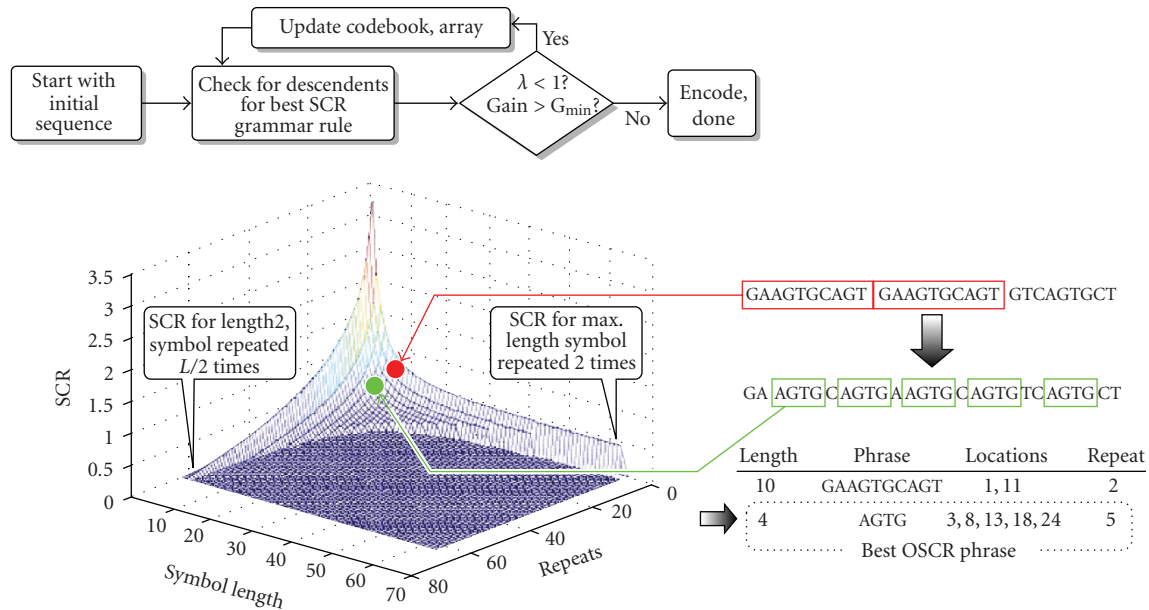 Update codebook, array
Yes
Start with
initial
sequence
Check for descendents
for best SCR
grammar rule
λ < 1?
Gain > Gmin?
No
Encode,
done
3.5
3
2.5
2
1.5
1
0.5
0
SCR
SCR for length2,
symbol repeated
L/2 times
SCR for max.
length symbol
repeated 2 times
10
20
30
40
50
60
70
Symbol length
80
60
40
20
0
Repeats
GAAGTGCAGT GAAGTGCAGT GTCAGTGCT
GA AGTG C AGTG A AGTG C AGTG TC AGTG CT
Length Phrase Locations Repeat
10 GAAGTGCAGT 1, 11 2
4 AGTG 3, 8, 13, 18, 24 5
Best OSCR phrase